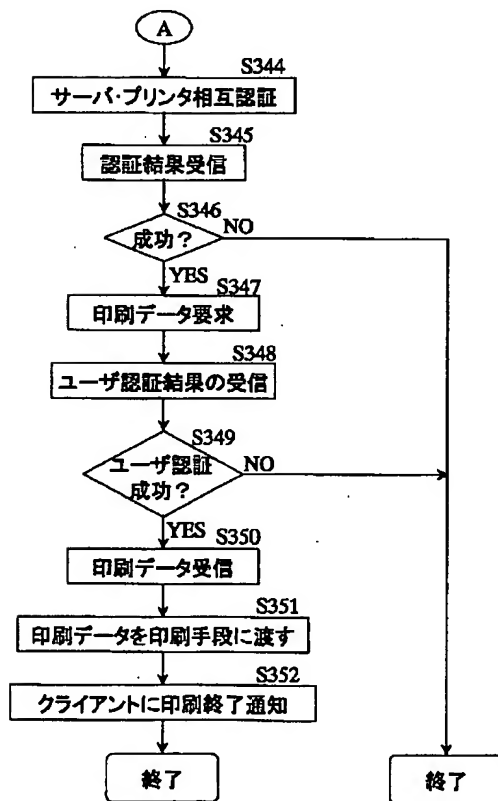 A
S344
サーバ・プリンタ相互認証
S345
認証結果受信
S346
成功?
NO
YES
S347
印刷データ要求
S348
ユーザ認証結果の受信
S349
ユーザ認証
成功?
NO
YES
S350
印刷データ受信
S351
印刷データを印刷手段に渡す
S352
クライアントに印刷終了通知
終了
終了